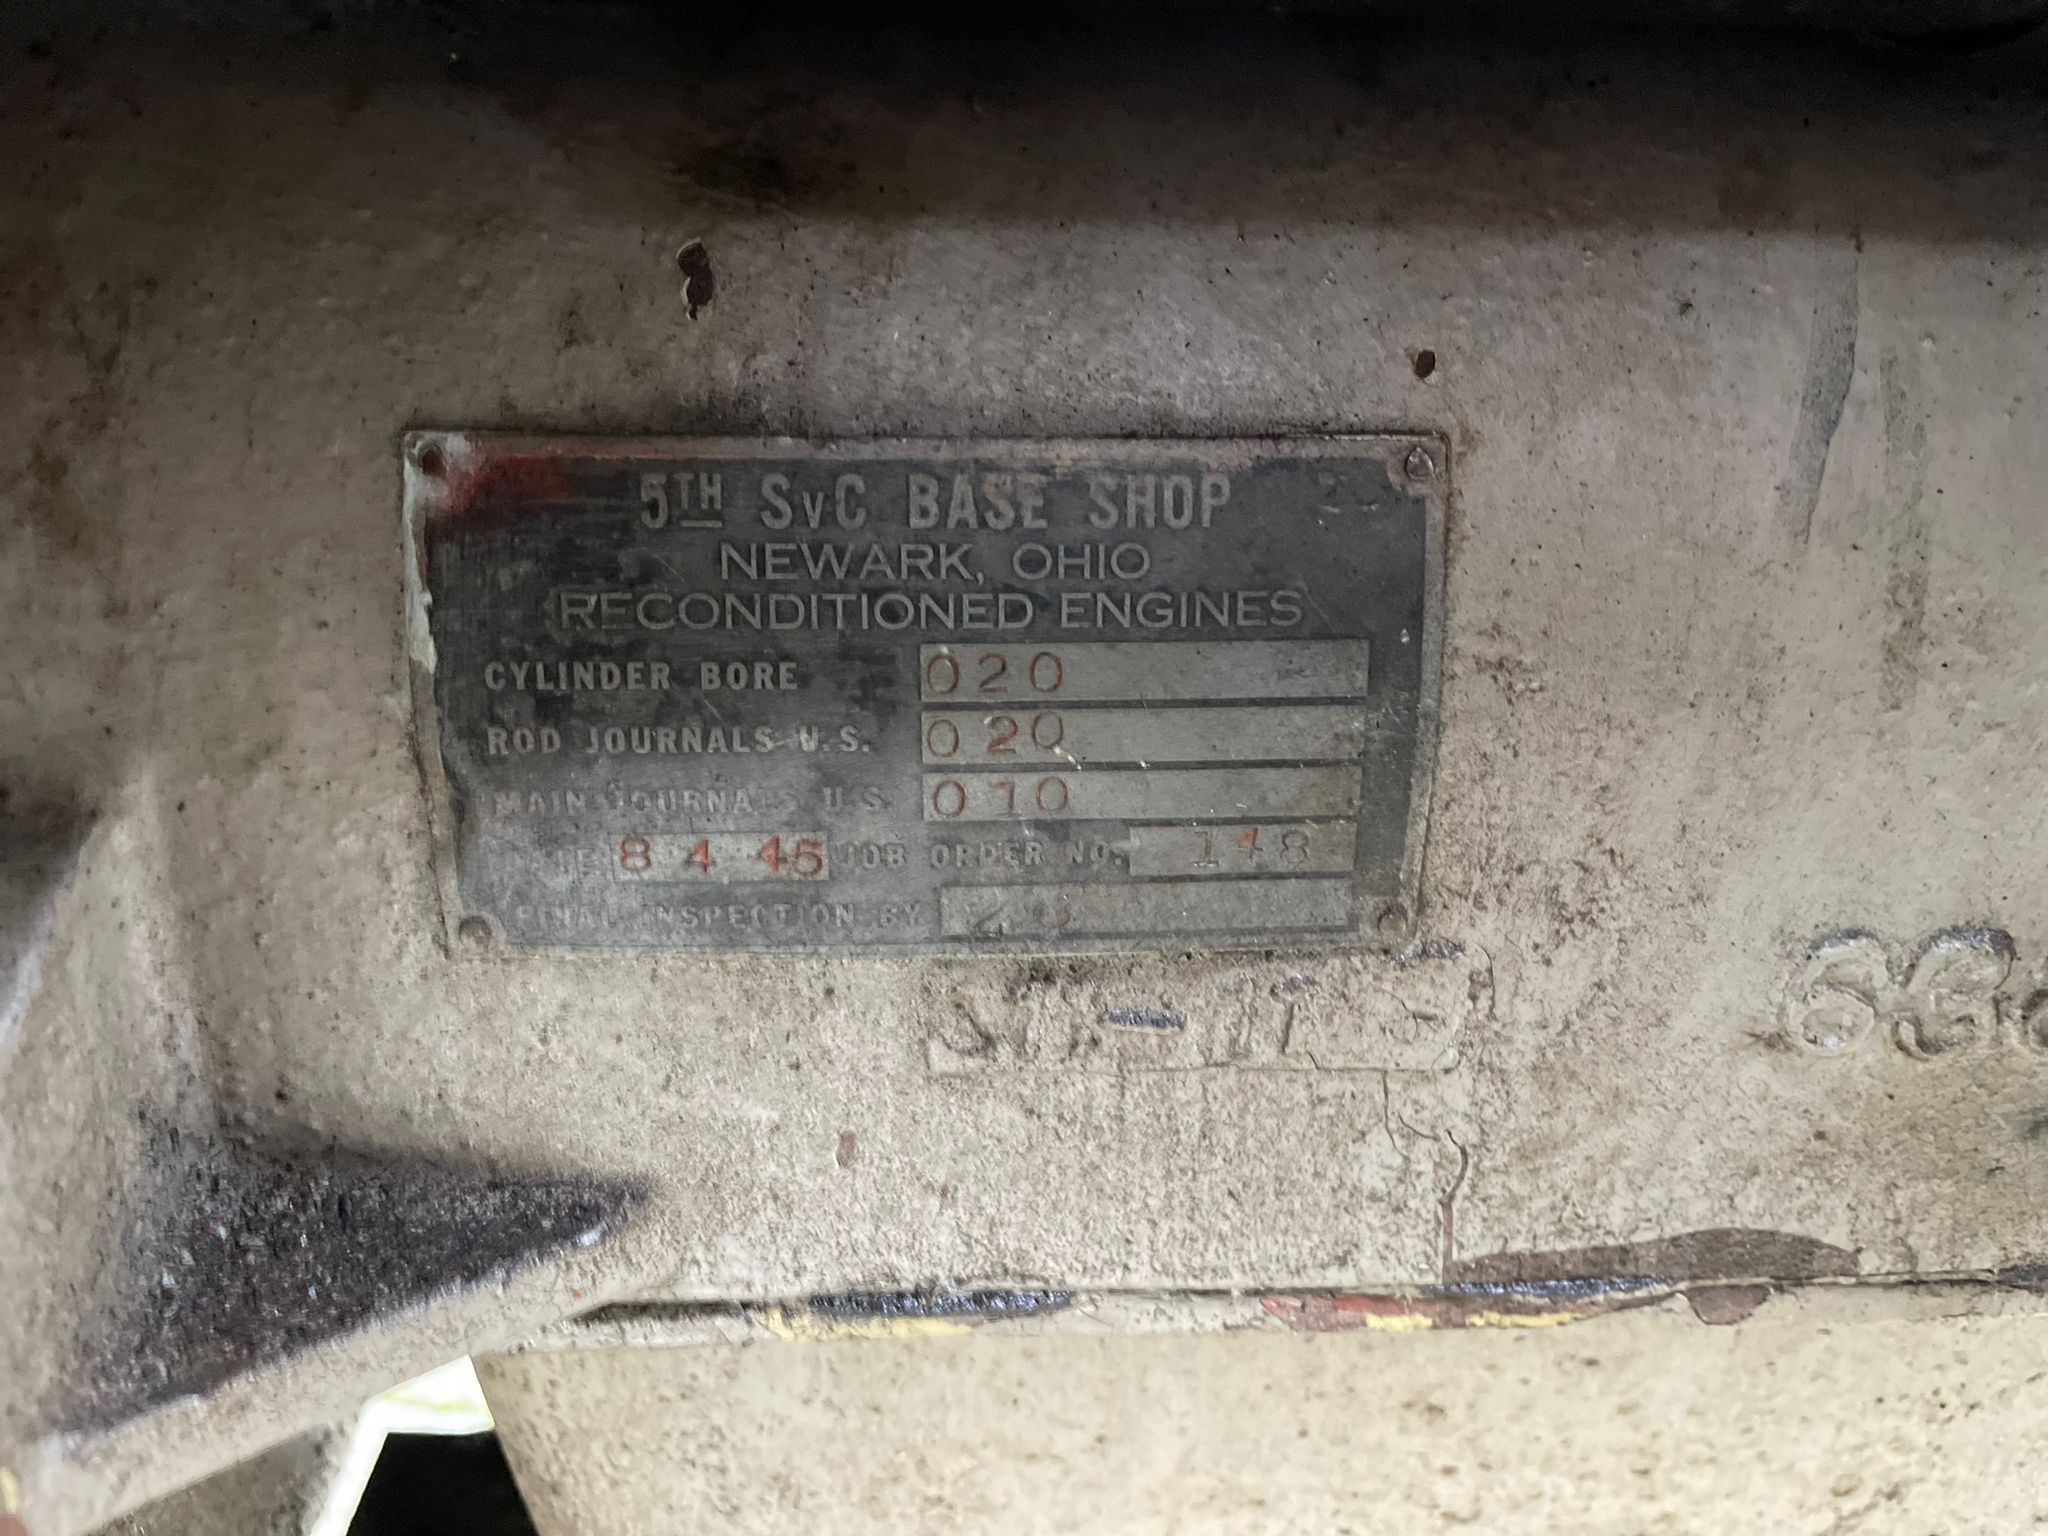 5TH SvC BASE SHOP
NEWARK, OHIO
RECONDITIONED ENGINES
CYLINDER BORE 020
ROD JOURNALS U.S. 020
MAIN JOURNALS U.S. 010
DATE 8 4 45 JOB ORDER NO. 148
FINAL INSPECTION BY